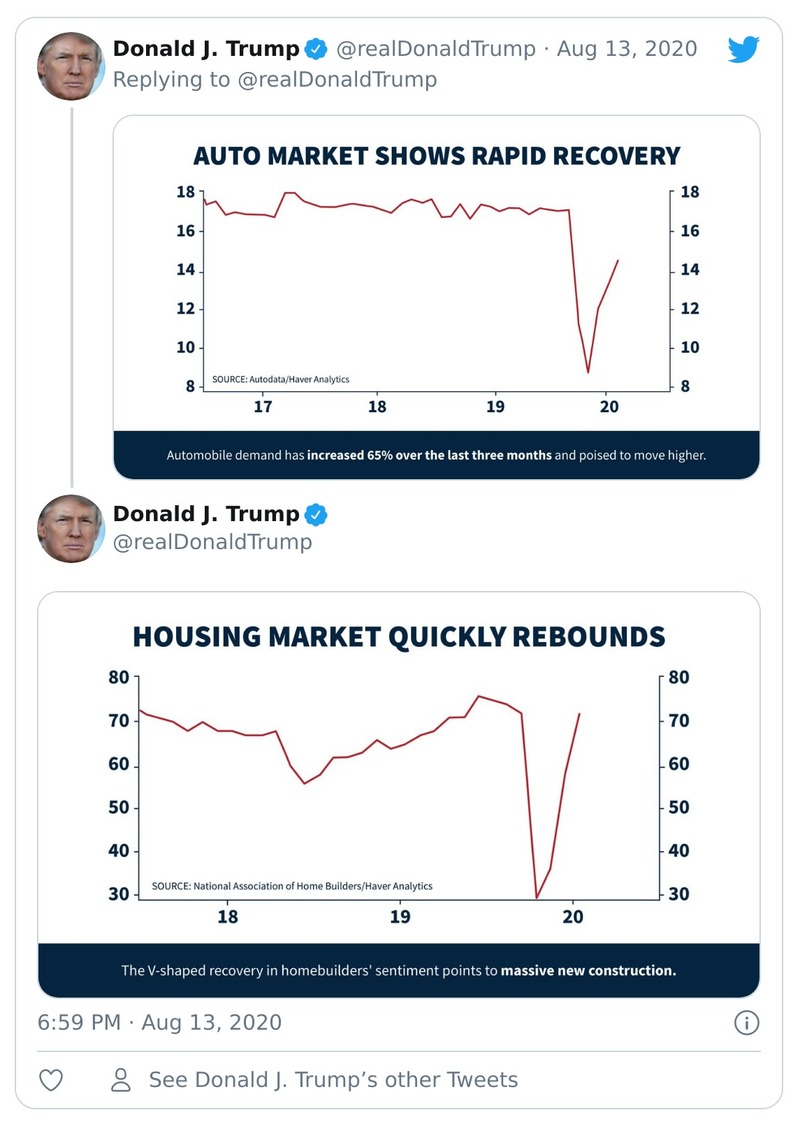 Donald J. Trump @realDonaldTrump · Aug 13, 2020
Replying to @realDonaldTrump
AUTO MARKET SHOWS RAPID RECOVERY
18 18
16 16
14 14
12 12
10 10
8 SOURCE: Autodata/Haver Analytics 8
17 18 19 20
Automobile demand has increased 65% over the last three months and poised to move higher.
Donald J. Trump
@realDonaldTrump
HOUSING MARKET QUICKLY REBOUNDS
80 80
70 70
60 60
50 50
40 40
30 SOURCE: National Association of Home Builders/Haver Analytics 30
18 19 20
The V-shaped recovery in homebuilders' sentiment points to massive new construction.
6:59 PM · Aug 13, 2020
See Donald J. Trump’s other Tweets